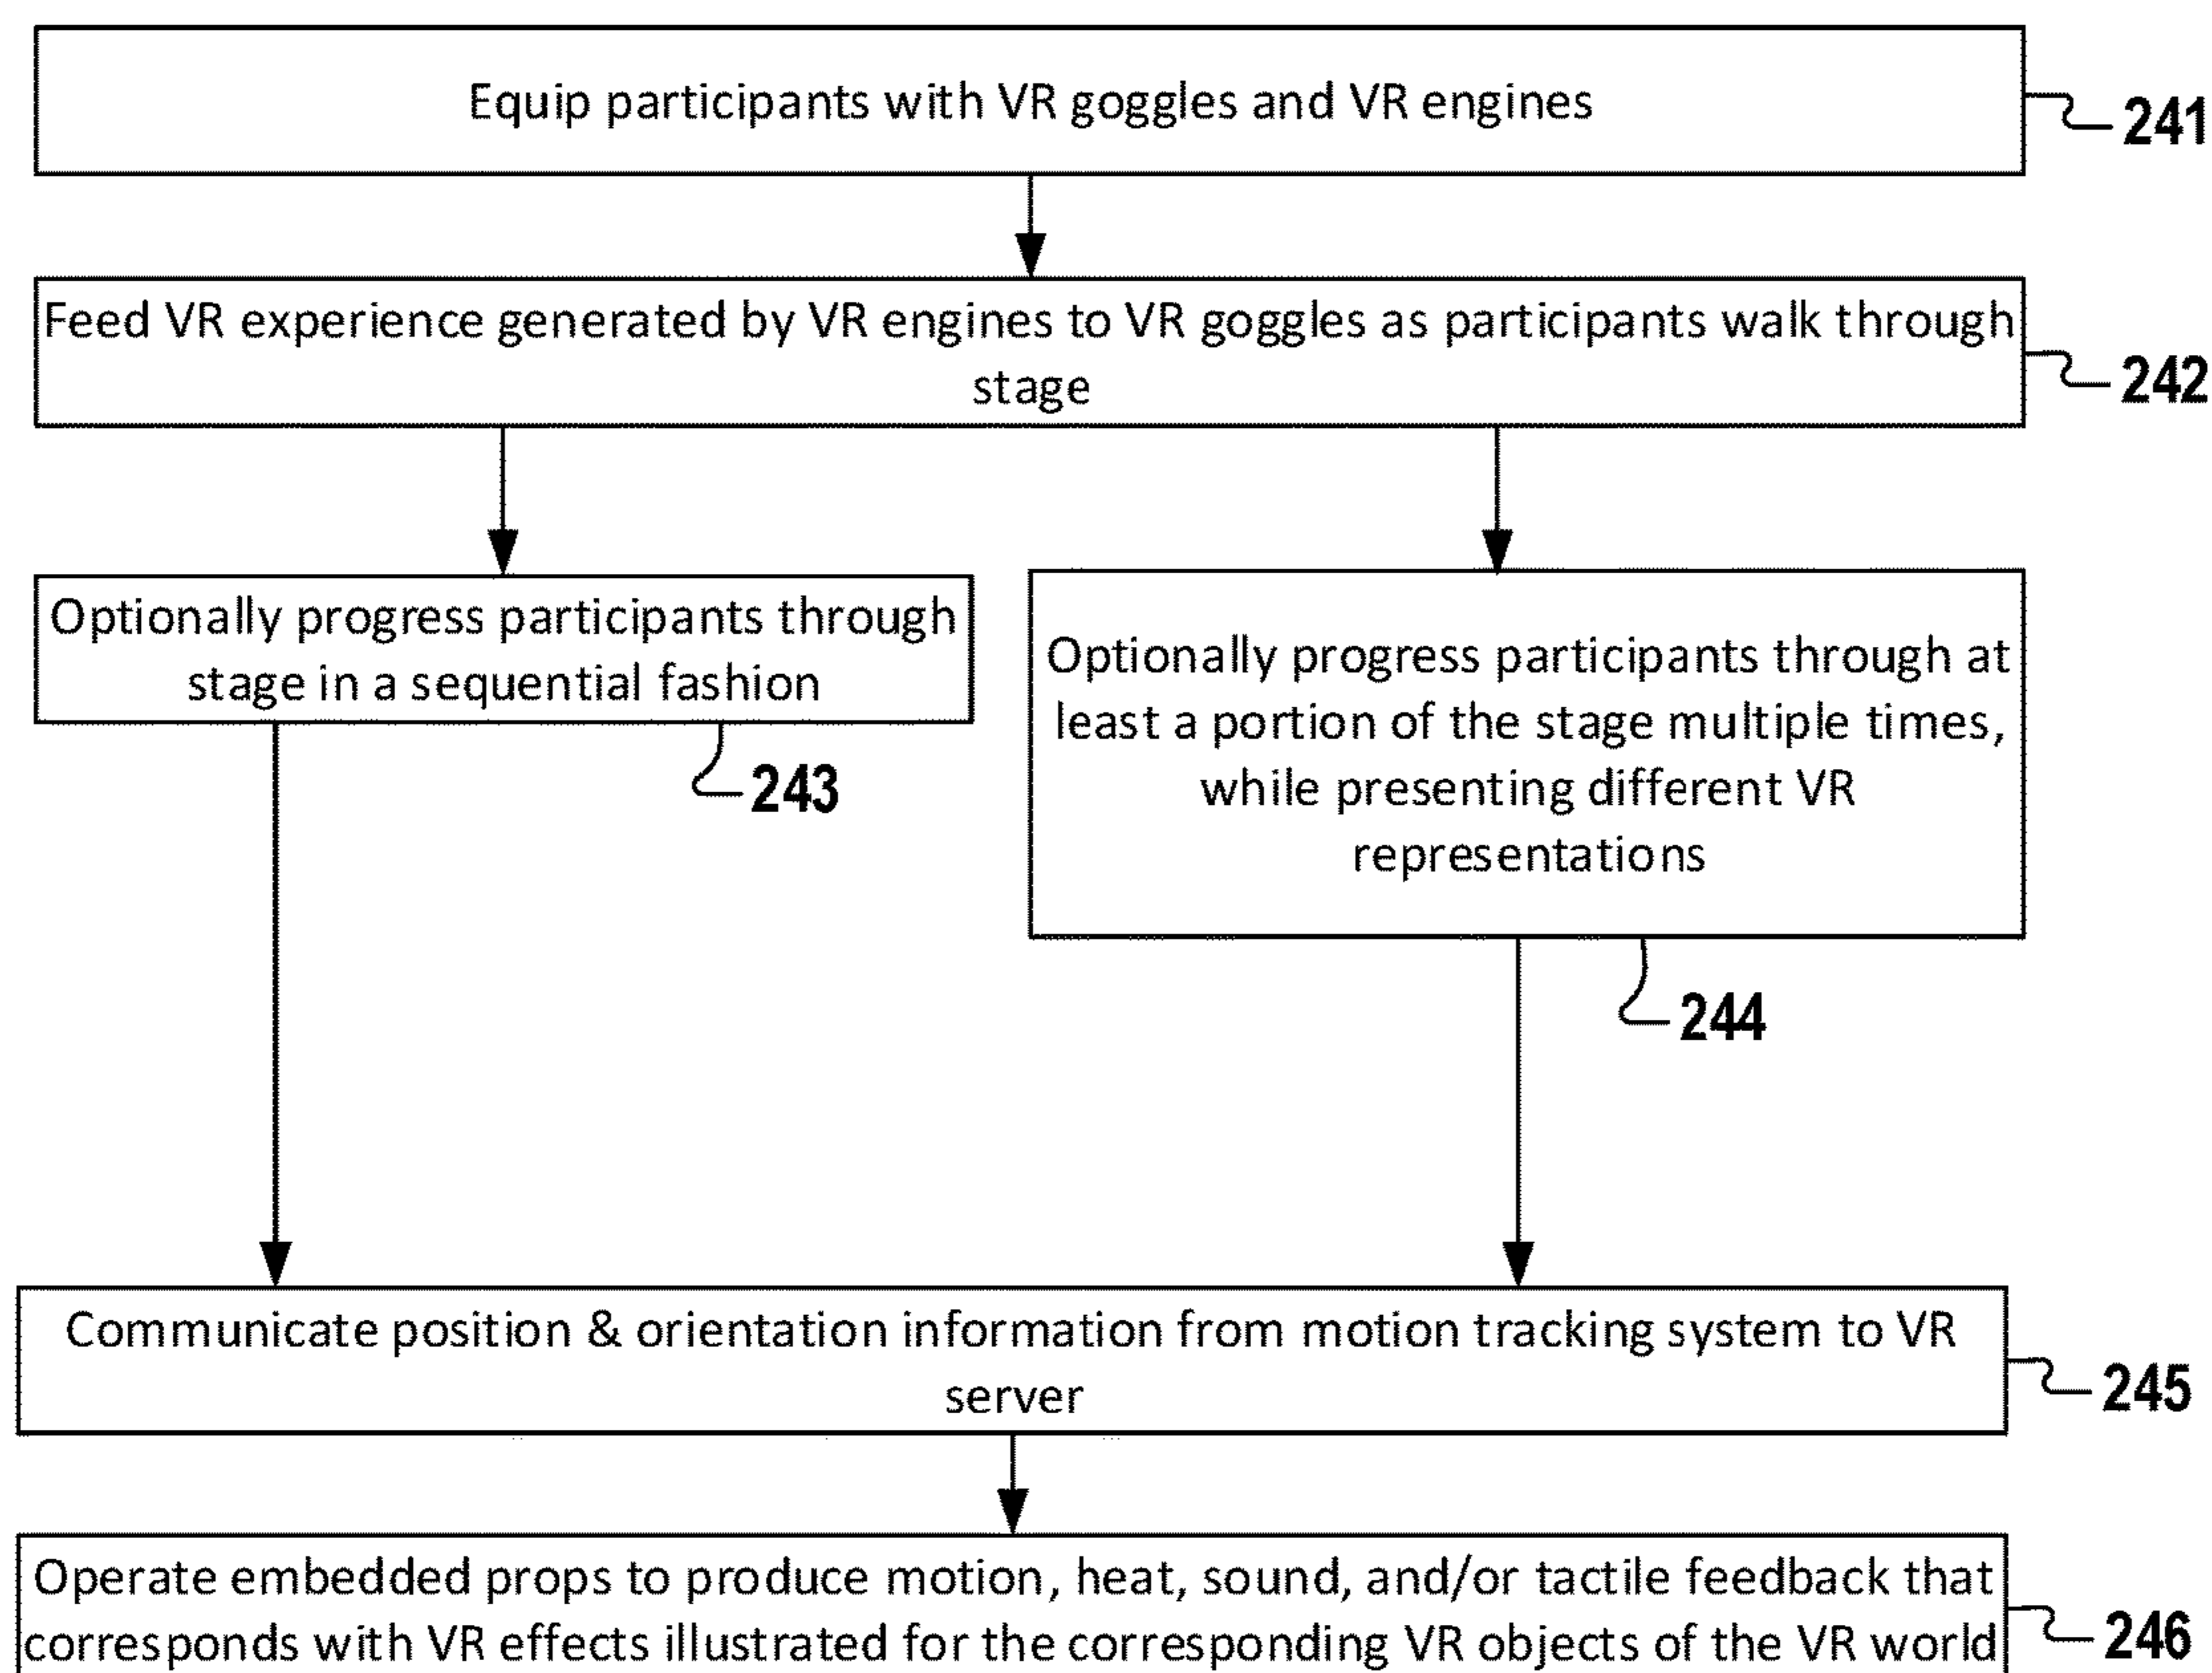 Equip participants with VR goggles and VR engines
241
Feed VR experience generated by VR engines to VR goggles as participants walk through
stage
242
Optionally progress participants through
stage in a sequential fashion
243
Optionally progress participants through at
least a portion of the stage multiple times,
while presenting different VR
representations
244
Communicate position & orientation information from motion tracking system to VR
server
245
Operate embedded props to produce motion, heat, sound, and/or tactile feedback that
corresponds with VR effects illustrated for the corresponding VR objects of the VR world
246